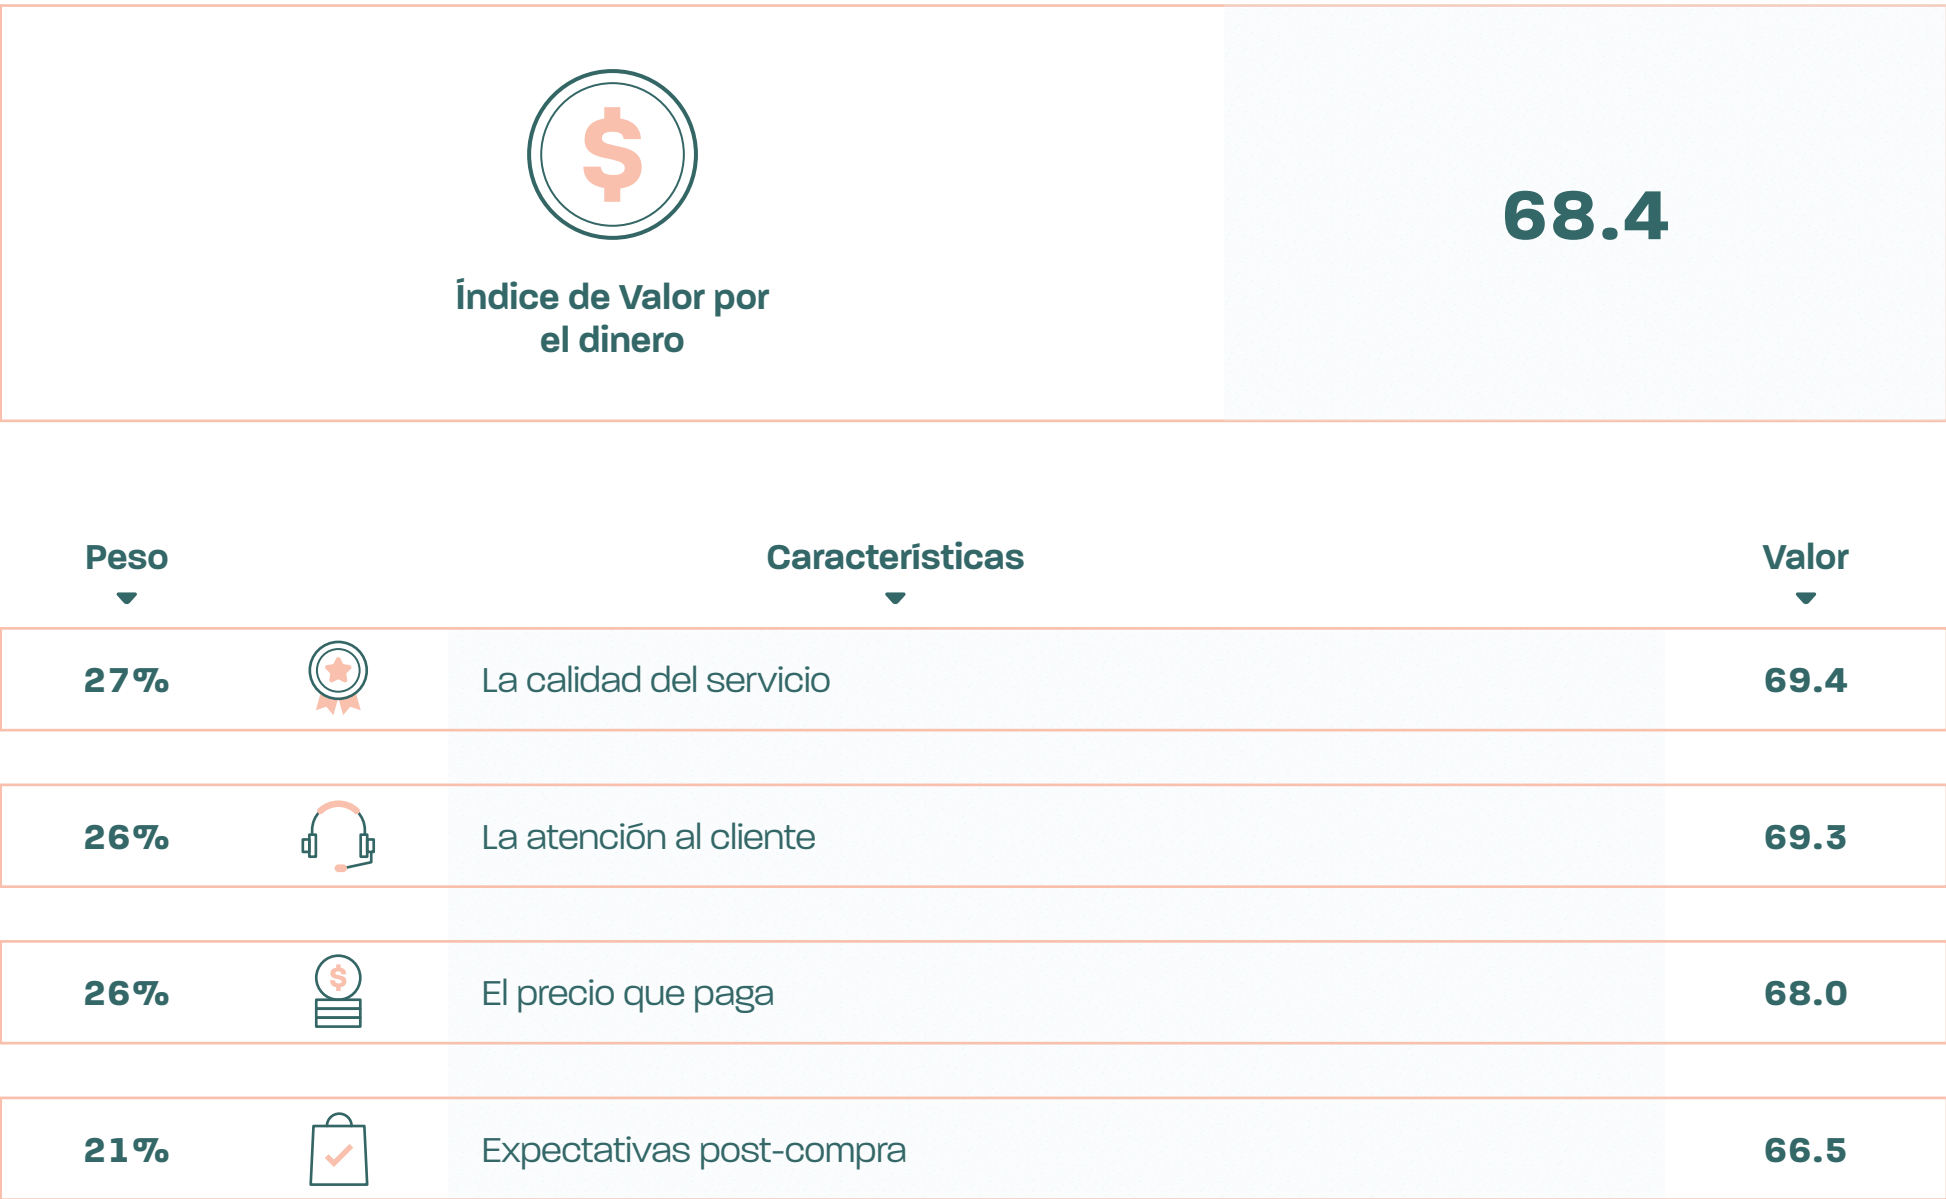 $
Índice de Valor por
el dinero
68.4
Peso Características Valor
27% La calidad del servicio 69.4
26% La atención al cliente 69.3
$
26% El precio que paga 68.0
21% Expectativas post-compra 66.5